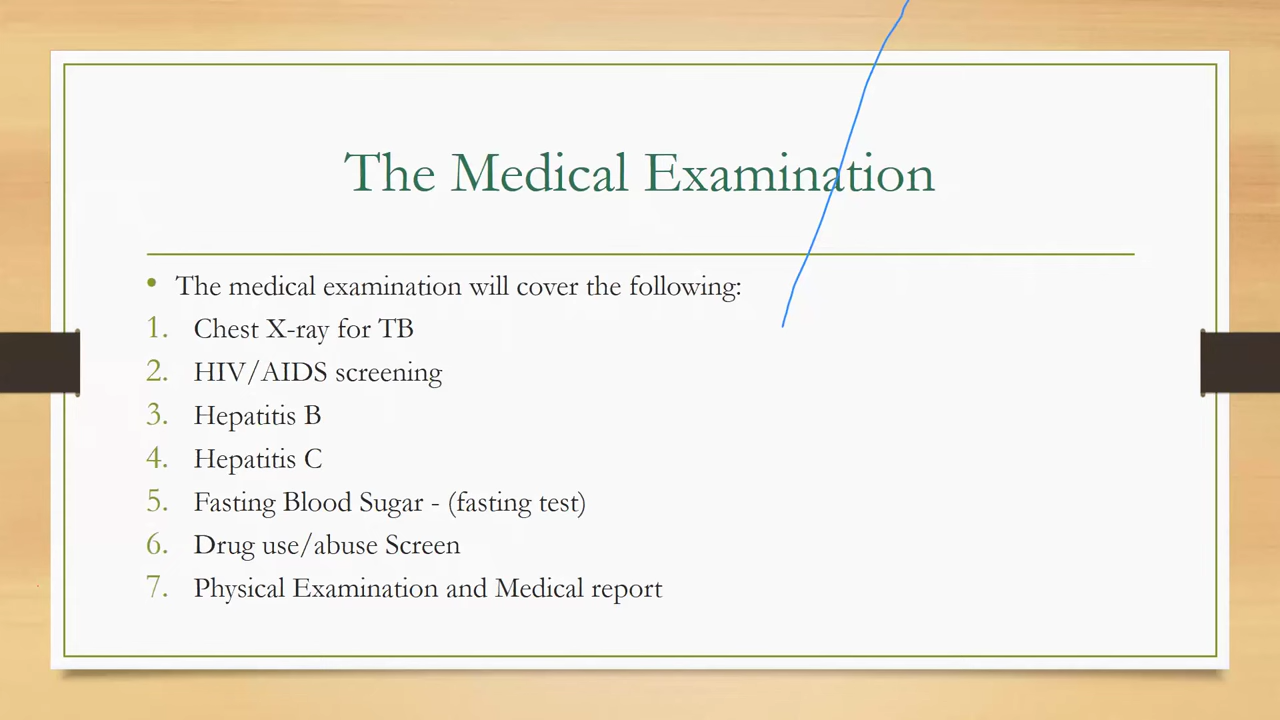 The Medical Examination
• The medical examination will cover the following:
1. Chest X-ray for TB
2. HIV/AIDS screening
3. Hepatitis B
4. Hepatitis C
5. Fasting Blood Sugar - (fasting test)
6. Drug use/abuse Screen
7. Physical Examination and Medical report